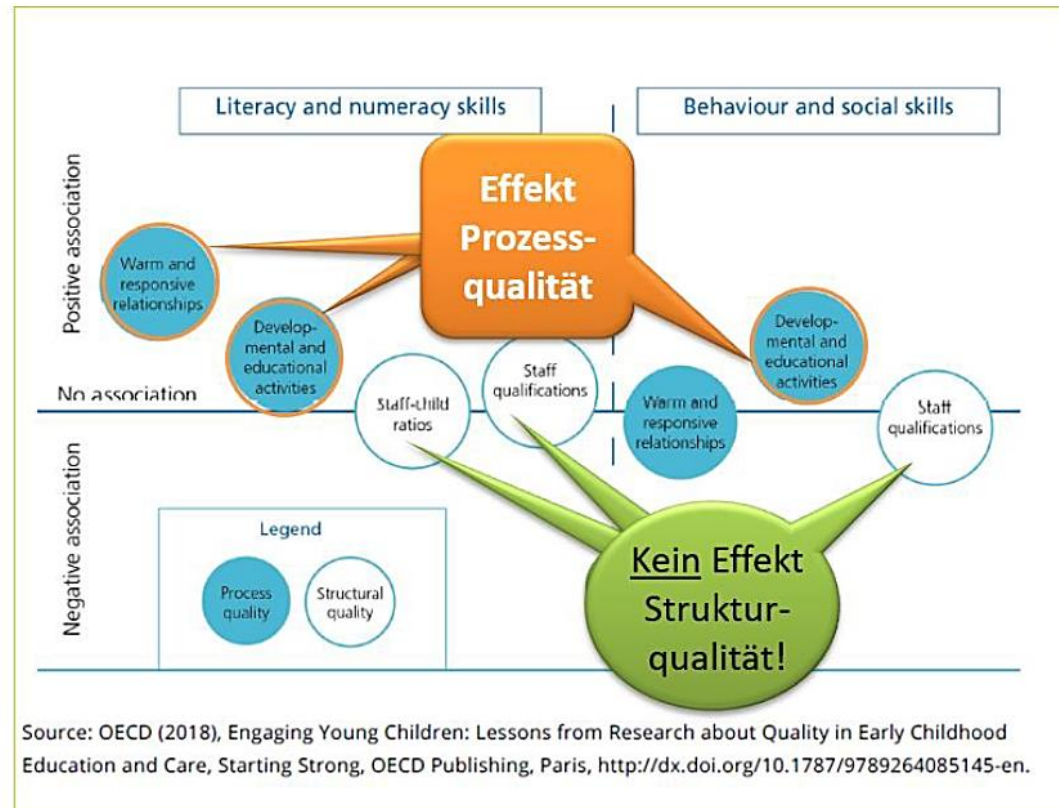 Literacy and numeracy skills
Behaviour and social skills
Positive association
No association
Negative association
Effekt
Prozess-
qualität
Warm and
responsive
relationships
Develop-
mental and
educational
activities
Staff-child
ratios
Staff
qualifications
Warm and
responsive
relationships
Develop-
mental and
educational
activities
Staff
qualifications
Legend
Process
quality
Structural
quality
Kein Effekt
Struktur-
qualität!
Source: OECD (2018), Engaging Young Children: Lessons from Research about Quality in Early Childhood
Education and Care, Starting Strong, OECD Publishing, Paris, http://dx.doi.org/10.1787/9789264085145-en.